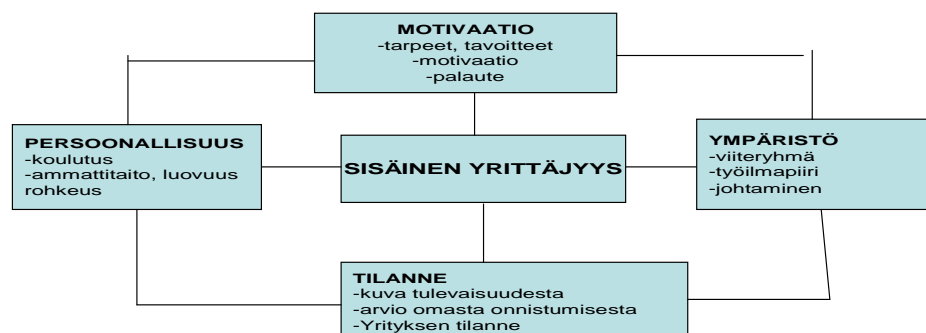 MOTIVAATIO
-tarpeet, tavoitteet
-motivaatio
-palaute
PERSOONALLISUUS
-koulutus
-ammattitaito, luovuus
rohkeus
SISÄINEN YRITTÄJYYS
YMPÄRISTÖ
-viiteryhmä
-työilmapiiri
-johtaminen
TILANNE
-kuva tulevaisuudesta
-arvio omasta onnistumisesta
-Yrityksen tilanne